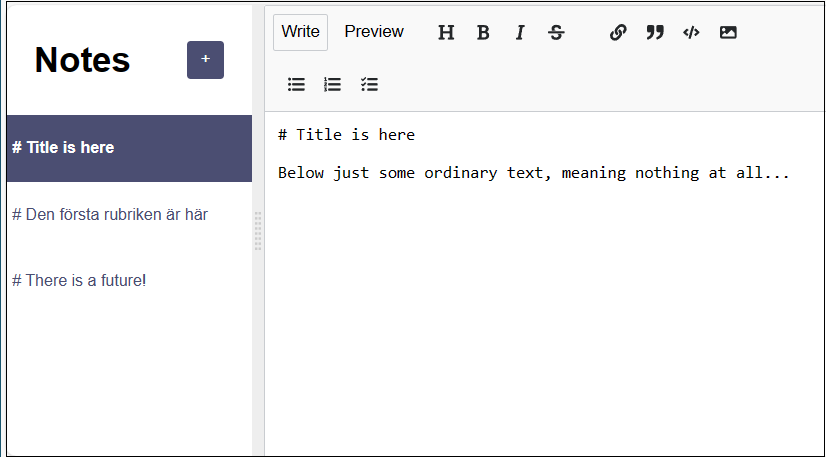 Notes
+
# Title is here
# Den första rubriken är här
# There is a future!
Write Preview H B I S
# Title is here
Below just some ordinary text, meaning nothing at all...